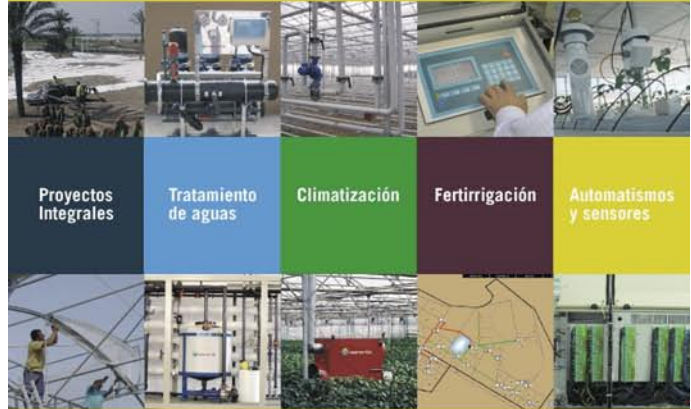 Proyectos
Integrales
Tratamiento
de aguas
Climatización
Fertirrigación
Automatismos
y sensores